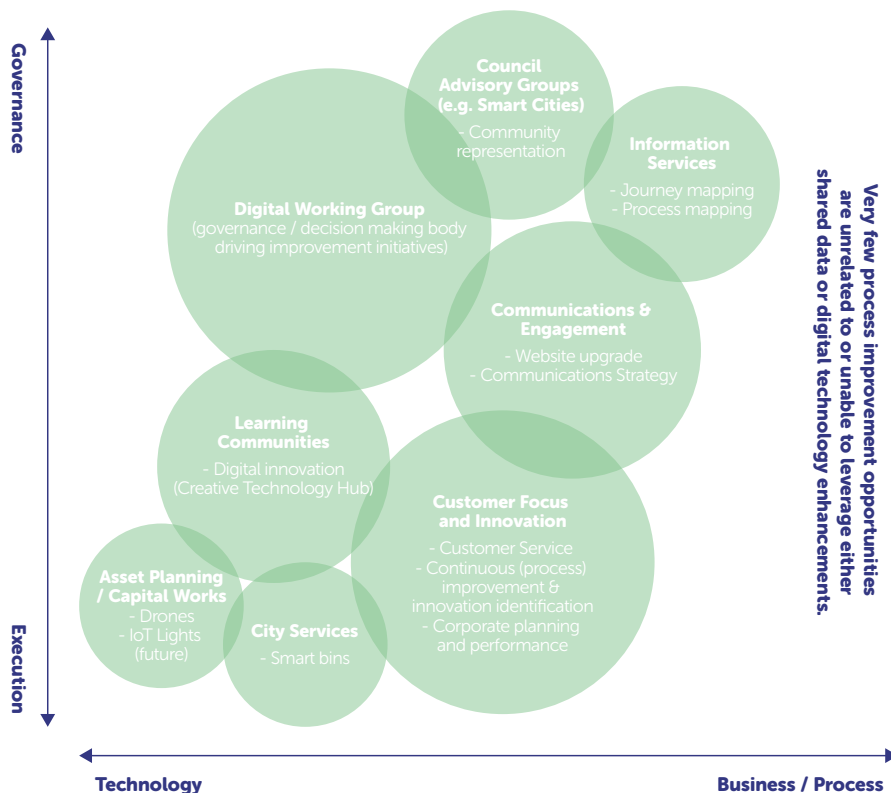 Governance
Council
Advisory Groups
(e.g. Smart Cities)
- Community
representation
Information
Services
- Journey mapping
- Process mapping
Digital Working Group
(governance / decision making body
driving improvement initiatives)
Communications &
Engagement
- Website upgrade
- Communications Strategy
Learning
Communities
- Digital innovation
(Creative Technology Hub)
Customer Focus
and Innovation
- Customer Service
- Continuous (process)
improvement &
innovation identification
- Corporate planning
and performance
Asset Planning
/ Capital Works
- Drones
- IoT Lights
(future)
City Services
- Smart bins
Very few process improvement opportunities
are unrelated to or unable to leverage either
shared data or digital technology enhancements.
Execution
Technology
Business / Process